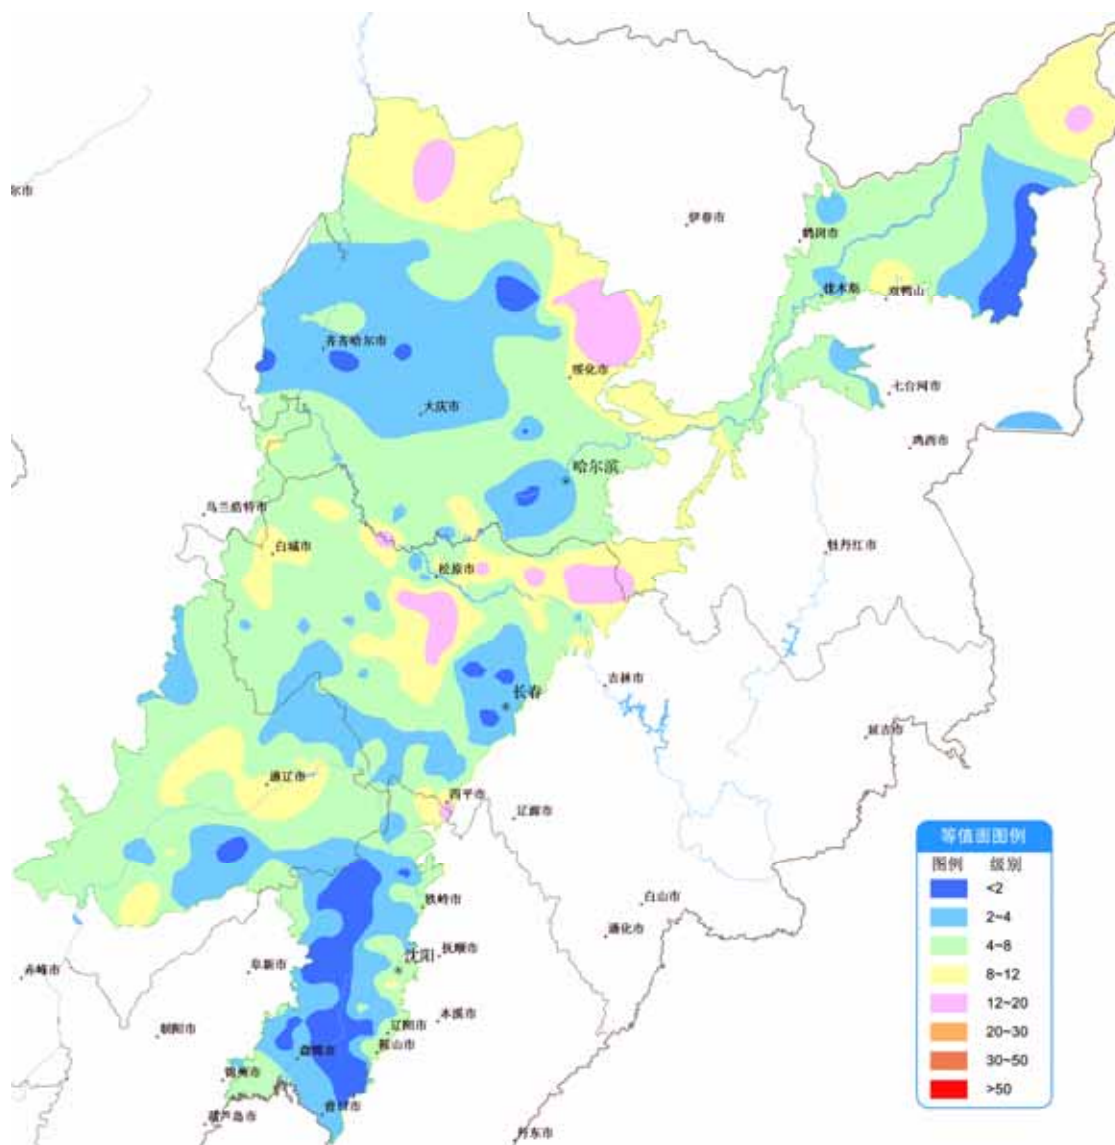 尔市
伊春市
鹤岗市
佳木斯
双鸭山
齐齐哈尔市
绥化市
七台河市
大庆市
鸡西市
哈尔滨
乌兰浩特市
白城市
牡丹江市
松原市
吉林市
长春
延吉市
通辽市
四平市
辽源市
等值面图例
图例 级别
<2
2~4
4~8
8~12
12~20
20~30
30~50
>50
铁岭市
白山市
通化市
沈阳
抚顺市
阜新市
赤峰市
本溪市
辽阳市
朝阳市
鞍山市
盘锦市
锦州市
营口市
葫芦岛市
丹东市